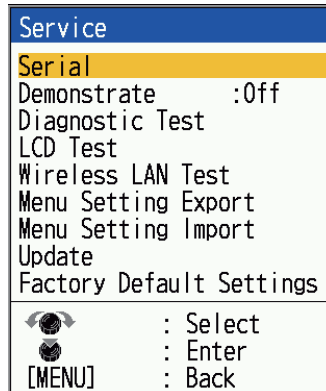 Service
Serial
Demonstrate :Off
Diagnostic Test
LCD Test
Wireless LAN Test
Menu Setting Export
Menu Setting Import
Update
Factory Default Settings
: Select
: Enter
[MENU] : Back